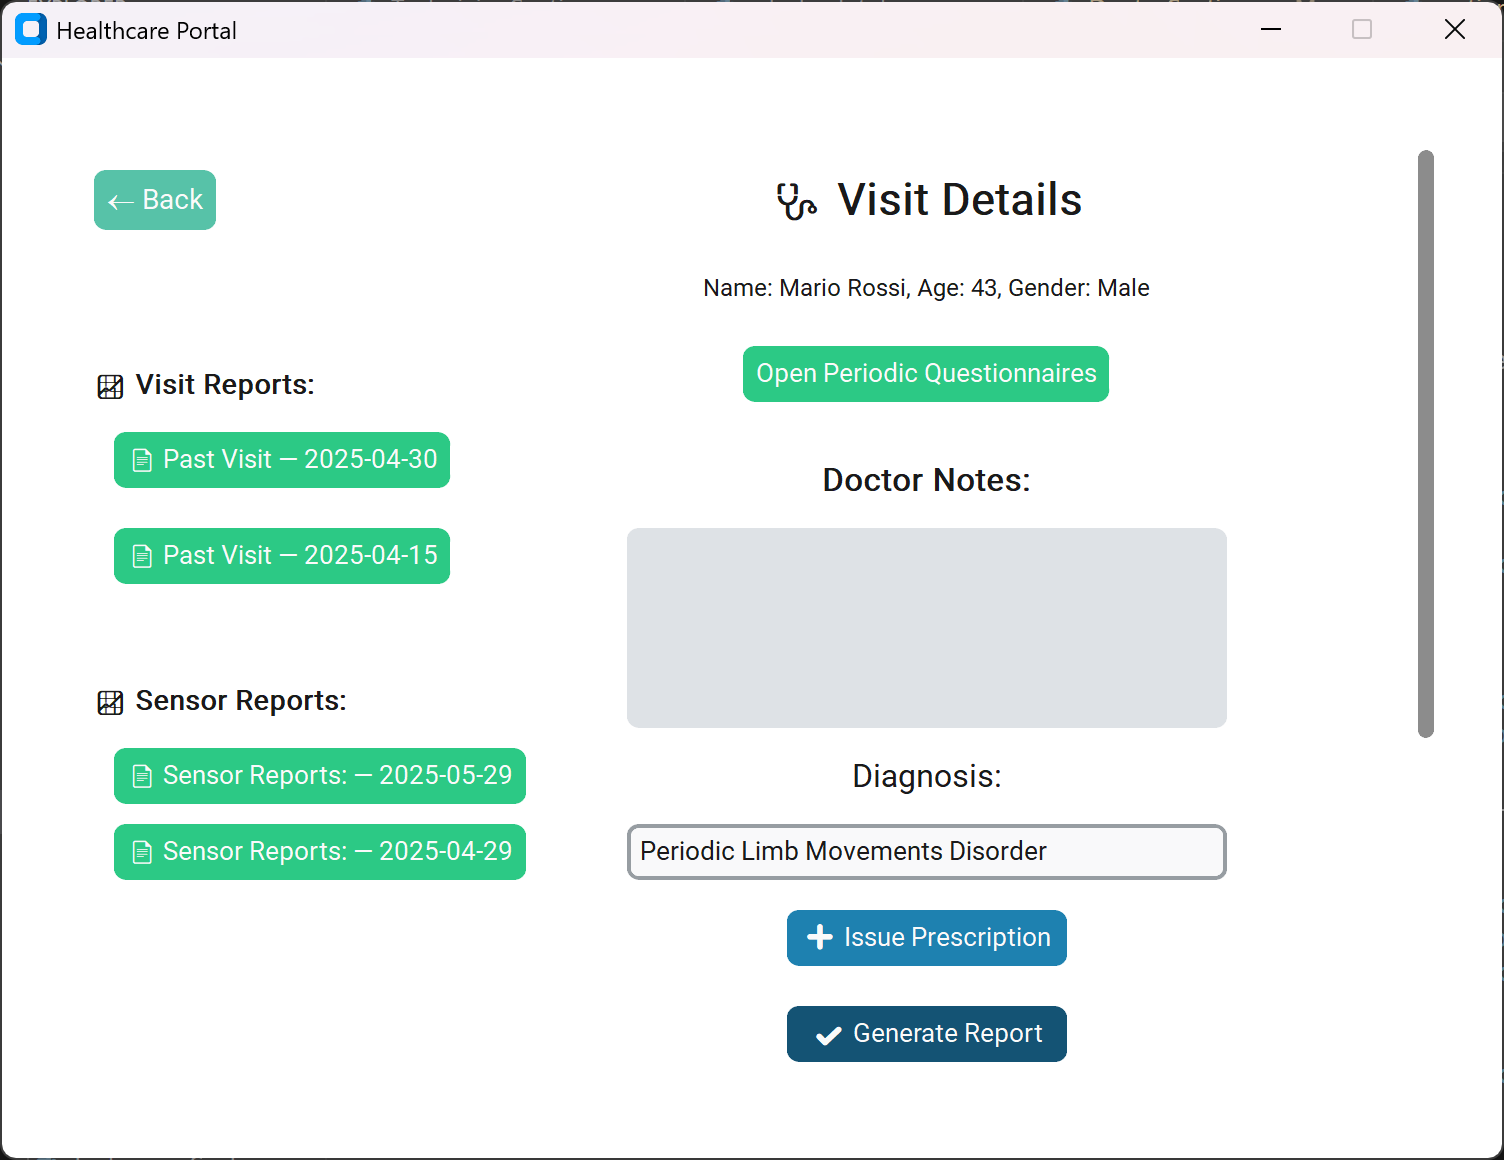 Healthcare Portal
← Back
Visit Details
Name: Mario Rossi, Age: 43, Gender: Male
Open Periodic Questionnaires
Visit Reports:
Past Visit — 2025-04-30
Past Visit — 2025-04-15
Sensor Reports:
Sensor Reports: — 2025-05-29
Sensor Reports: — 2025-04-29
Doctor Notes:
Diagnosis:
Periodic Limb Movements Disorder
Issue Prescription
Generate Report